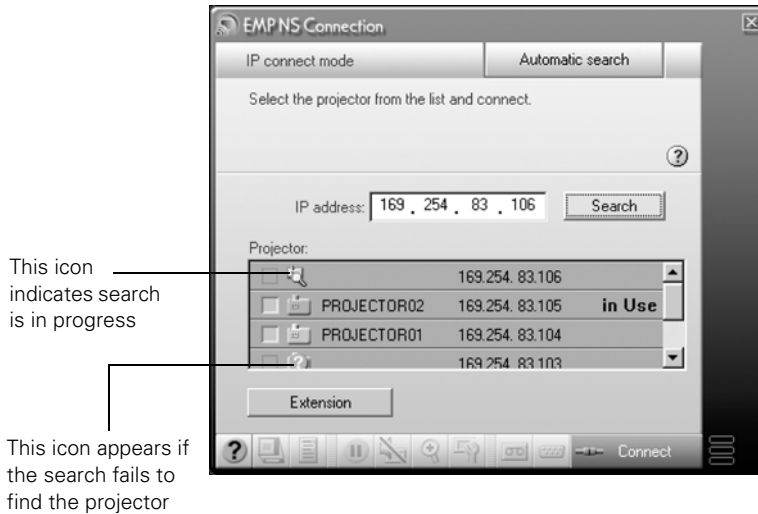 EMP NS Connection
IP connect mode
Automatic search
Select the projector from the list and connect.
?
IP address: 169 . 254 . 83 . 106
Search
Projector:
169.254. 83.106
PROJECTOR02 169.254. 83.105 in Use
PROJECTOR01 169.254. 83.104
? 169.254. 83.103
Extension
? Connect
This icon
indicates search
is in progress
This icon appears if
the search fails to
find the projector